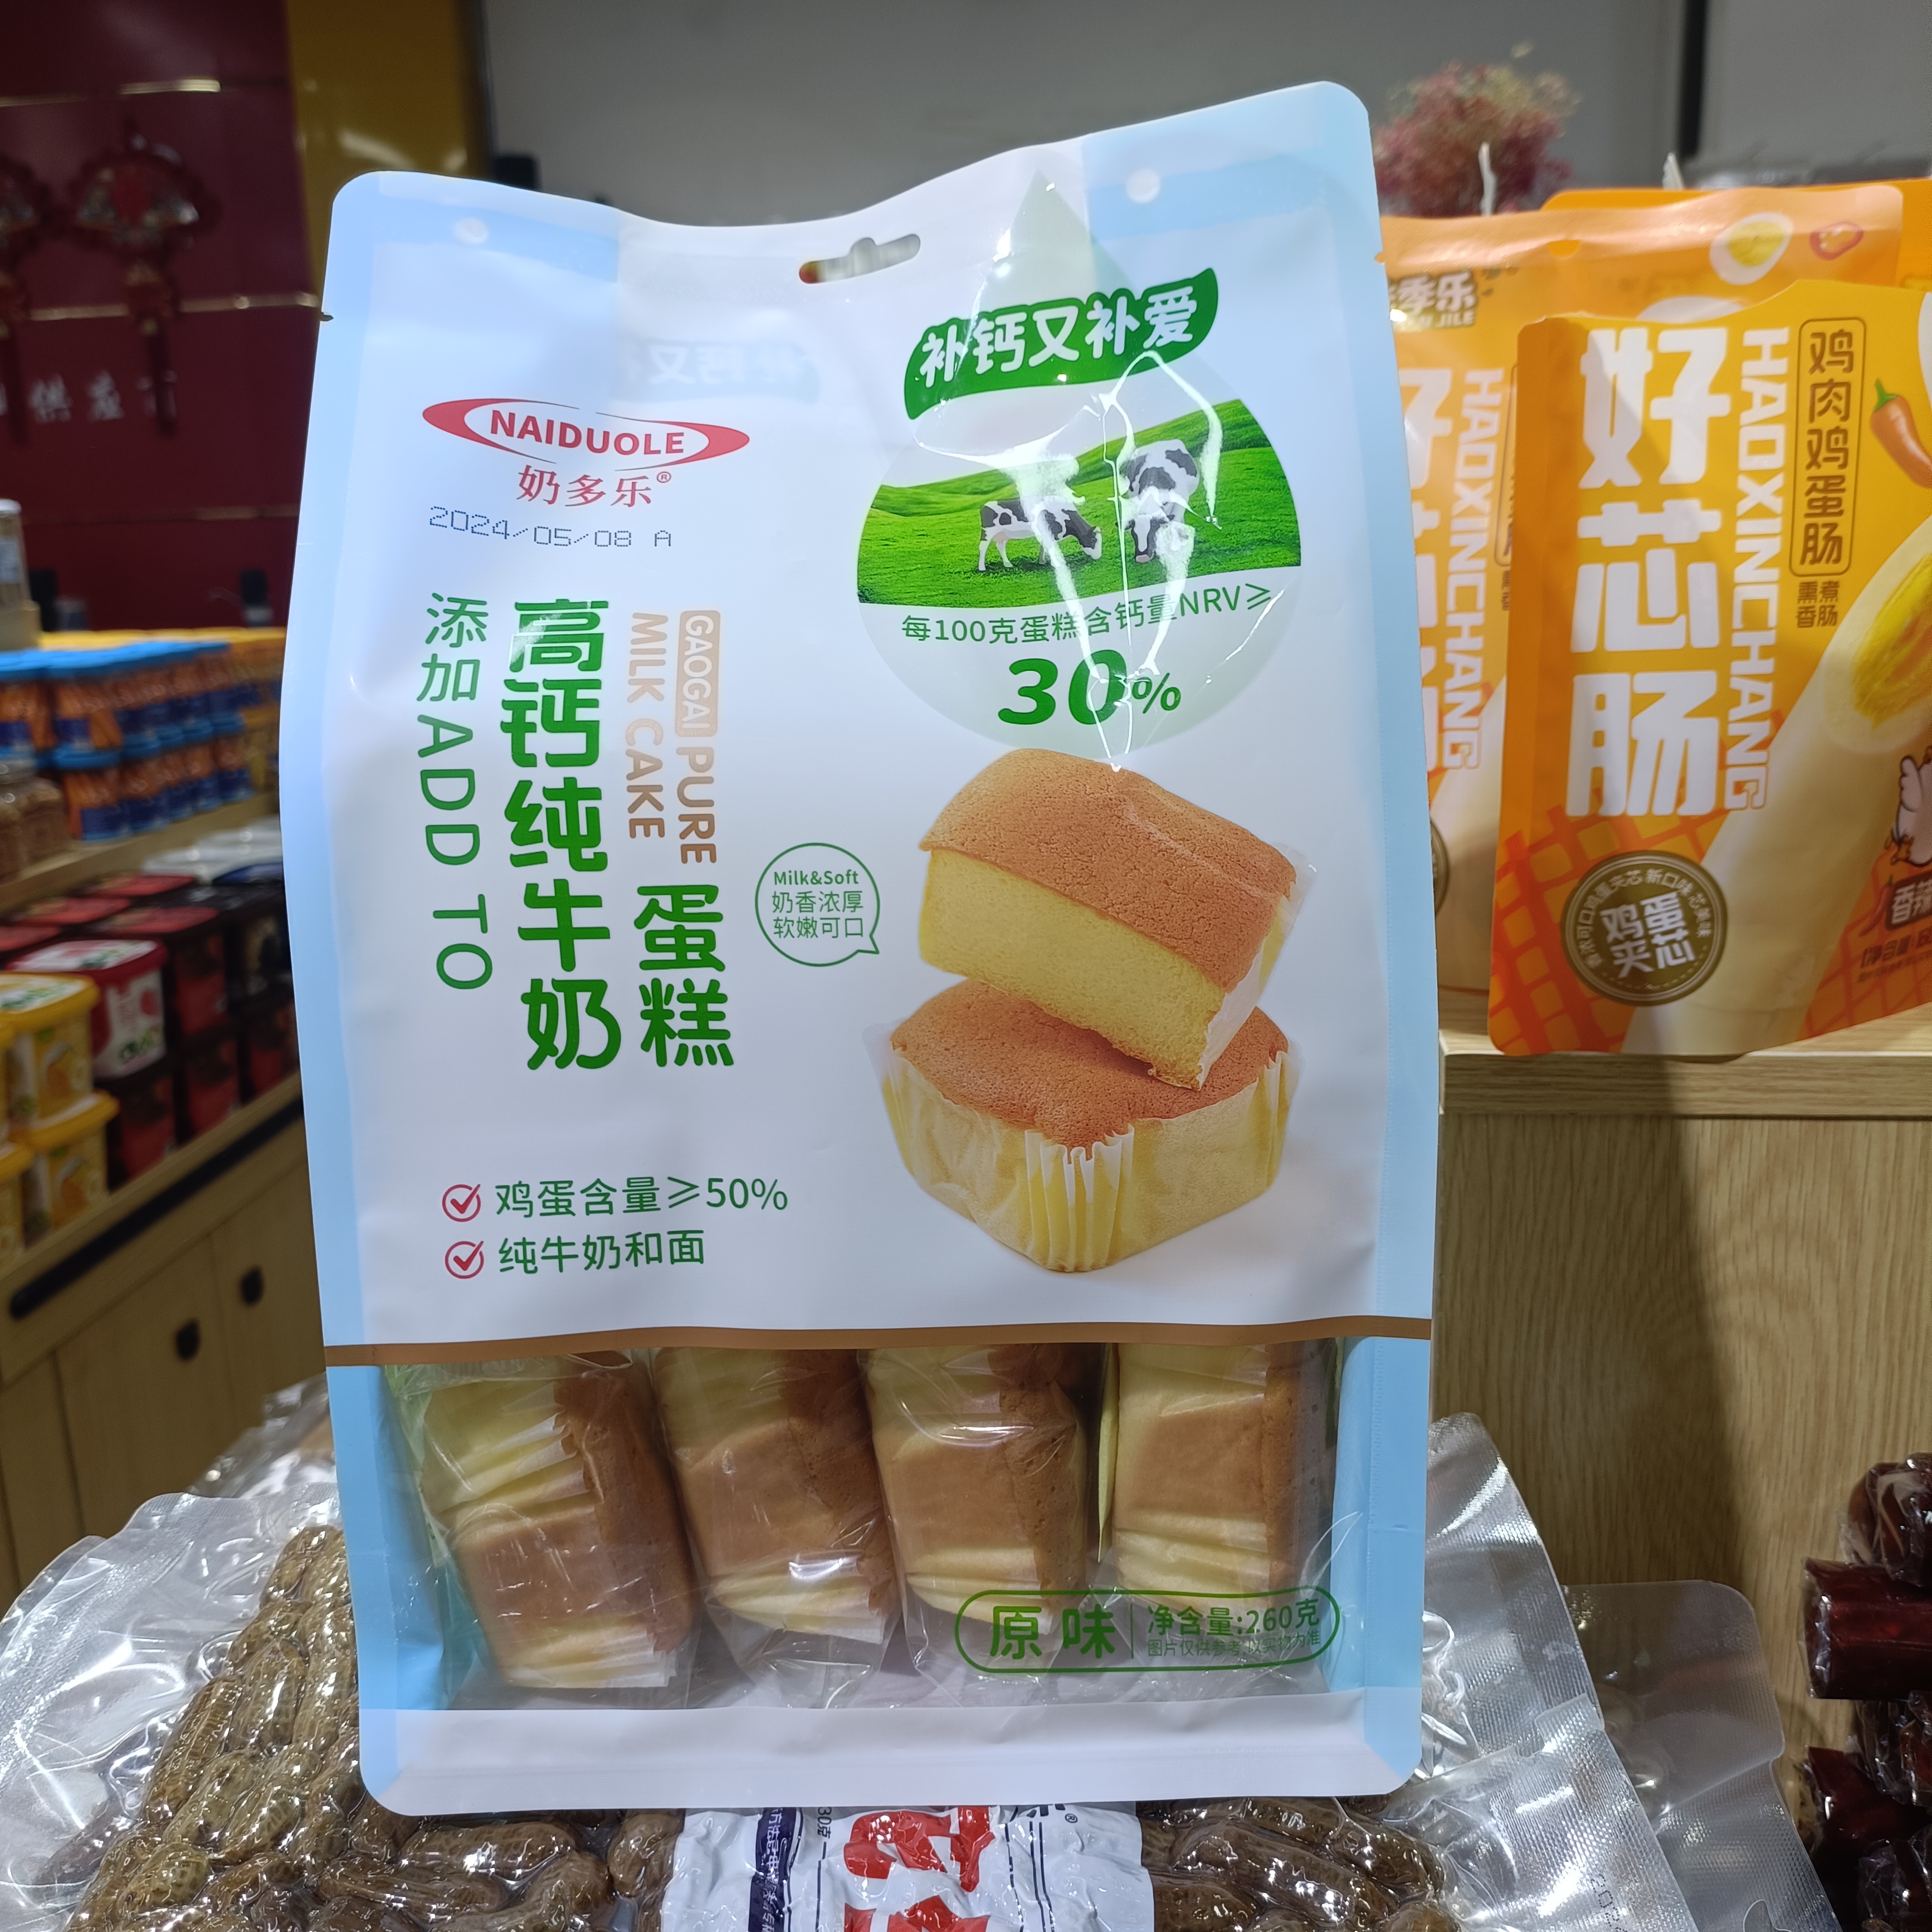 补钙又补爱
NAIDUOLE
奶多乐®
2024/05/08 A
添加 ADD TO
高钙纯牛奶
GAOGAI PURE
MILK CAKE
蛋糕
每100克蛋糕含钙量NRV≥
30%
Milk&Soft
奶香浓厚
软嫩可口
鸡蛋含量≥50%
纯牛奶和面
原味
净含量:260克
图片仅供参考,以实物为准
季乐
JILE
好芯肠
HAOXINCHANG
鸡肉鸡蛋肠
熏煮
香肠
鸡蛋
夹芯
HAOXINCHANG